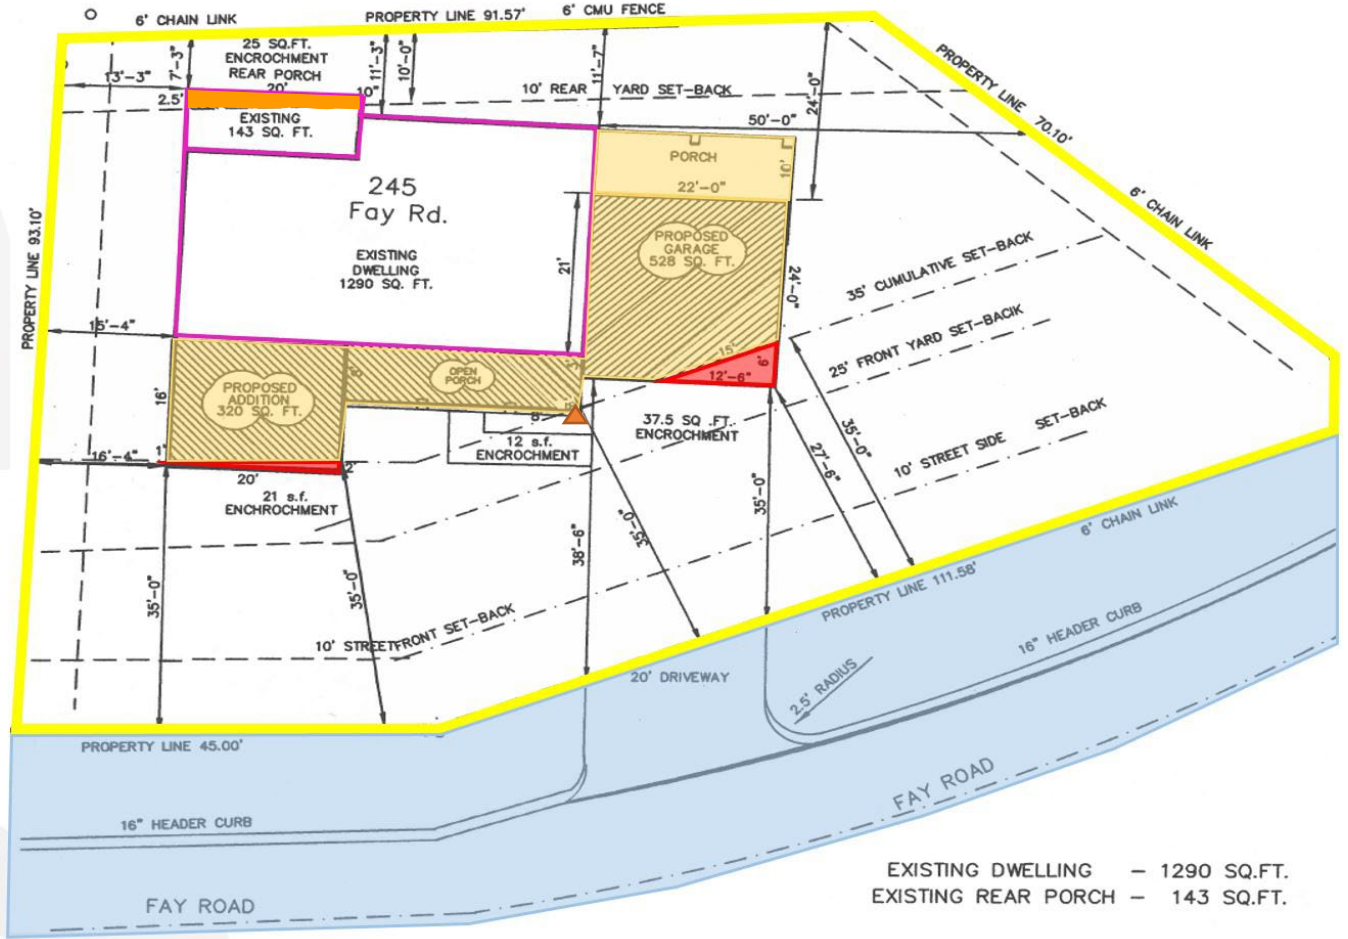 6' CHAIN LINK
PROPERTY LINE 91.57'
6' CMU FENCE
7'-3"
25 SQ.FT.
ENCROCHMENT
REAR PORCH
20'
11'-3"
10'-0"
11'-7"
24'-0"
PROPERTY LINE 70.10'
13'-3"
2.5'
10"
10' REAR YARD SET-BACK
EXISTING
143 SQ. FT.
50'-0"
PORCH
10'
22'-0"
6' CHAIN LINK
245
Fay Rd.
PROPERTY LINE 93.10'
EXISTING
DWELLING
1290 SQ. FT.
21'
PROPOSED
GARAGE
528 SQ. FT.
24'-0"
35' CUMULATIVE SET-BACK
25' FRONT YARD SET-BACIK
15'-4"
15'
6'
12'-6"
16'
PROPOSED
ADDITION
320 SQ. FT.
OPEN
PORCH
5'
6'
8'
12 s.f.
ENCROCHMENT
37.5 SQ .FT.
ENCROCHMENT
35'-0"
27'-6"
10' STREET SIDE SET-BACK
16'-4"
1'
2'
20'
21 s.f.
ENCHROCHMENT
35'-0"
35'-0"
38'-6"
35'-0"
35'-0"
6' CHAIN LINK
10' STREETFRONT SET-BACK
PROPERTY LINE 111.58'
20' DRIVEWAY
2.5' RADIUS
16" HEADER CURB
PROPERTY LINE 45.00'
16" HEADER CURB
FAY ROAD
FAY ROAD
EXISTING DWELLING – 1290 SQ.FT.
EXISTING REAR PORCH – 143 SQ.FT.